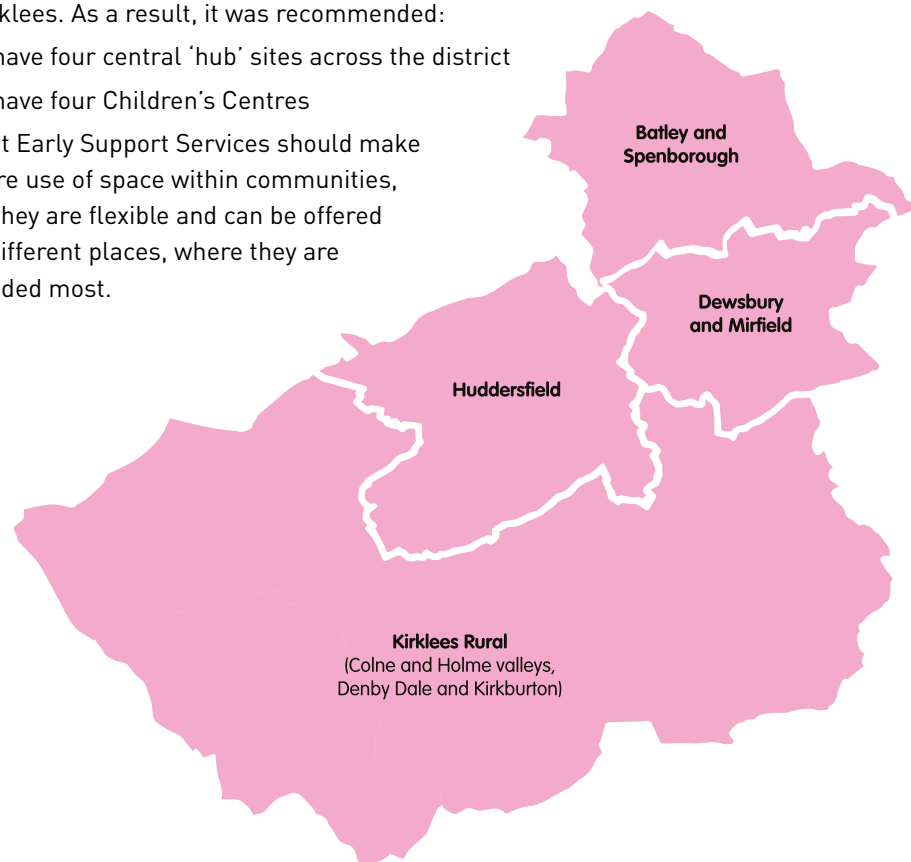 klees. As a result, it was recommended:
have four central ‘hub’ sites across the district
have four Children’s Centres
t Early Support Services should make
re use of space within communities,
hey are flexible and can be offered
ifferent places, where they are
ded most.
Batley and
Spenborough
Dewsbury
and Mirfield
Huddersfield
Kirklees Rural
(Colne and Holme valleys,
Denby Dale and Kirkburton)